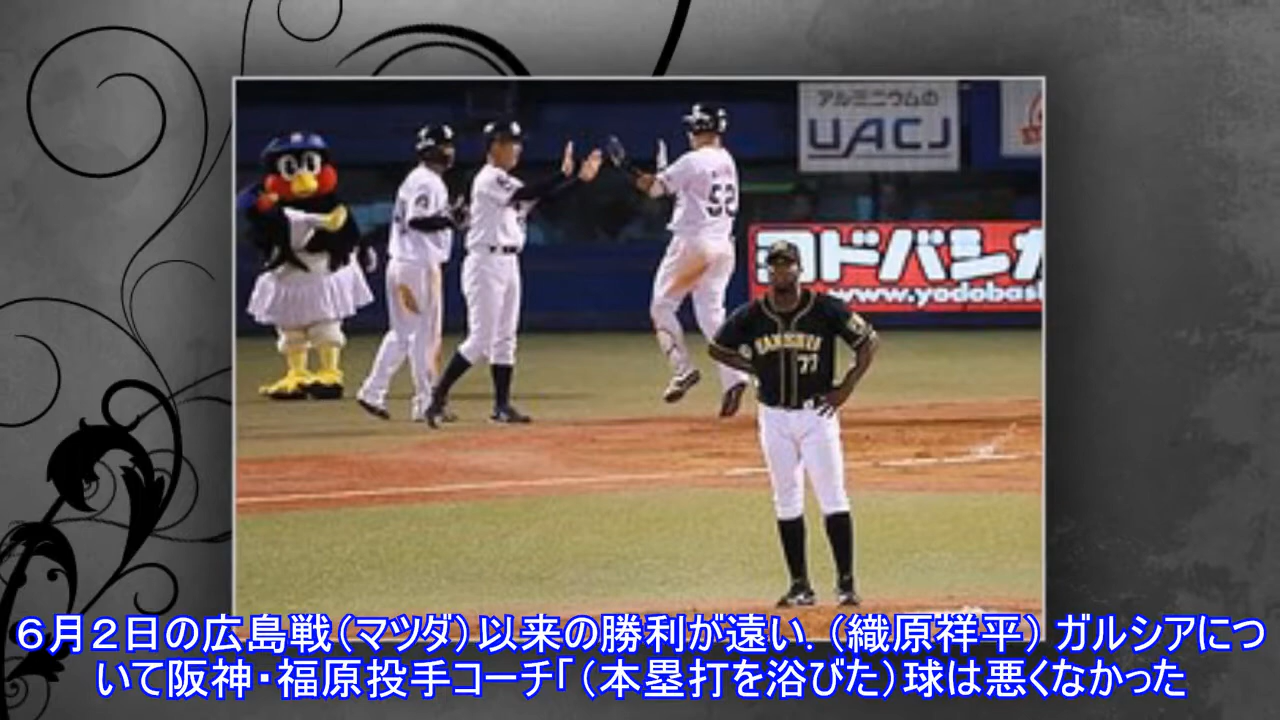 アルミニウムの
UACJ
52
ヨドバシカ
www.yodobas
HANSHIN
77
６月２日の広島戦（マツダ）以来の勝利が遠い．（織原祥平） ガルシアにつ
いて阪神・福原投手コーチ「（本塁打を浴びた）球は悪くなかった